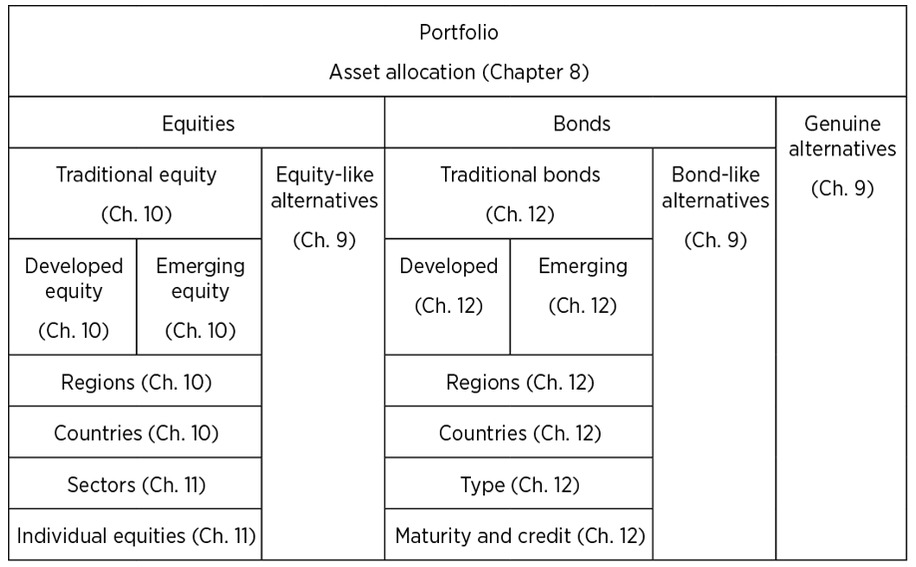 Portfolio
Asset allocation (Chapter 8)
Equities
Bonds
Genuine
alternatives
(Ch. 9)
Traditional equity
(Ch. 10)
Equity-like
alternatives
(Ch. 9)
Traditional bonds
(Ch. 12)
Bond-like
alternatives
(Ch. 9)
Developed
equity
(Ch. 10)
Emerging
equity
(Ch. 10)
Developed
(Ch. 12)
Emerging
(Ch. 12)
Regions (Ch. 10)
Regions (Ch. 12)
Countries (Ch. 10)
Countries (Ch. 12)
Sectors (Ch. 11)
Type (Ch. 12)
Individual equities (Ch. 11)
Maturity and credit (Ch. 12)